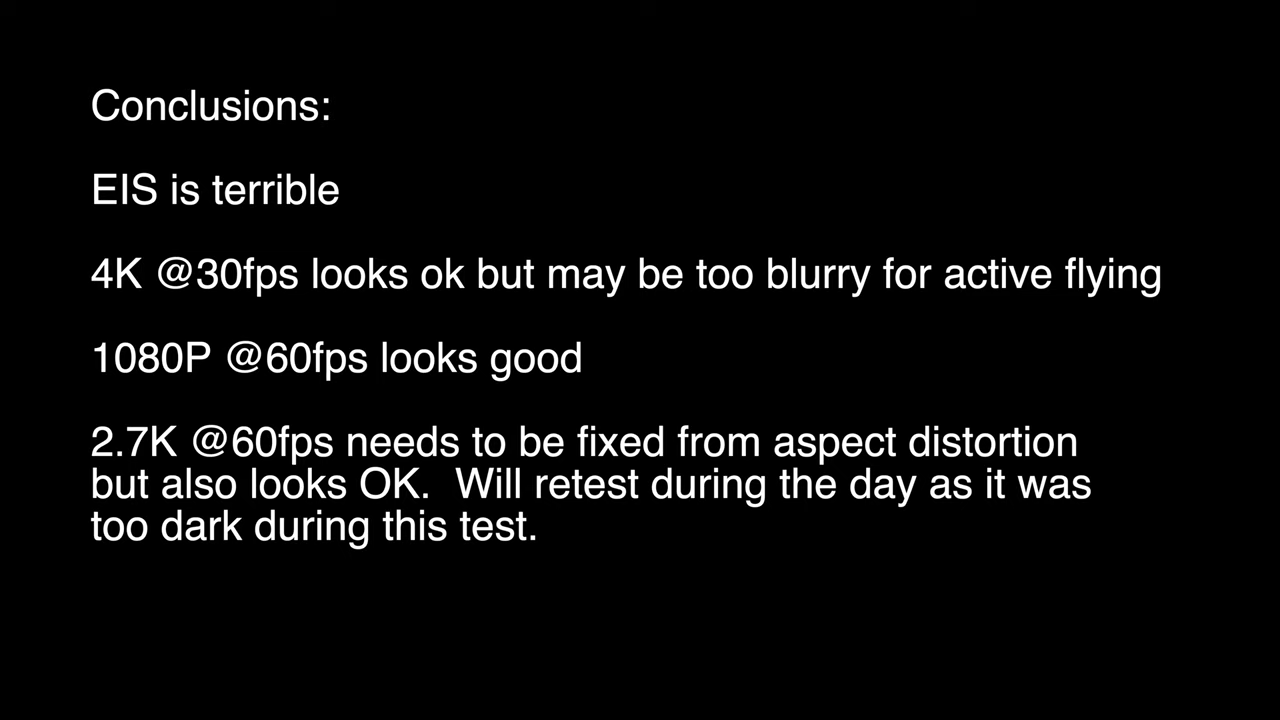 Conclusions:
EIS is terrible
4K @30fps looks ok but may be too blurry for active flying
1080P @60fps looks good
2.7K @60fps needs to be fixed from aspect distortion
but also looks OK.  Will retest during the day as it was
too dark during this test.